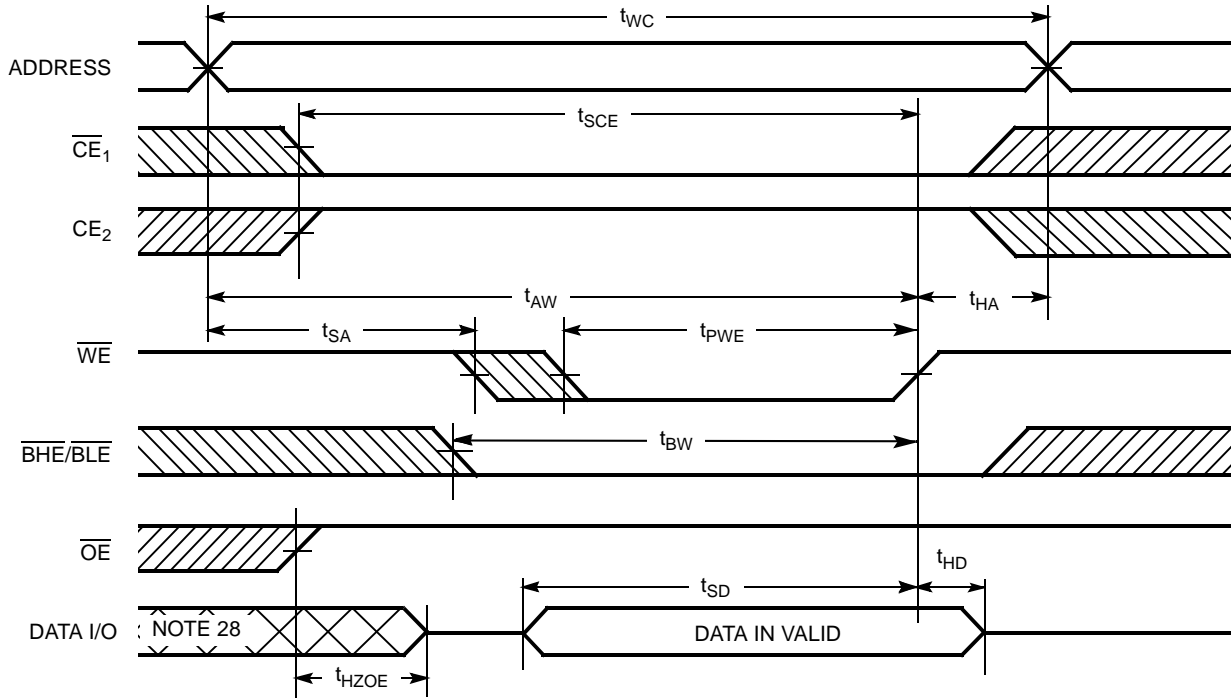 tWC
ADDRESS
tSCE
CE1
CE2
tAW
tHA
tSA
tPWE
WE
tBW
BHE/BLE
OE
tHD
tSD
DATA I/O
NOTE 28
DATA IN VALID
tHZOE